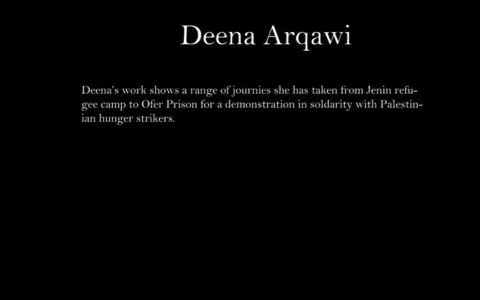 Deena Arqawi
Deena's work shows a range of journies she has taken from Jenin refu-
gee camp to Ofer Prison for a demonstration in soldarity with Palestin-
ian hunger strikers.